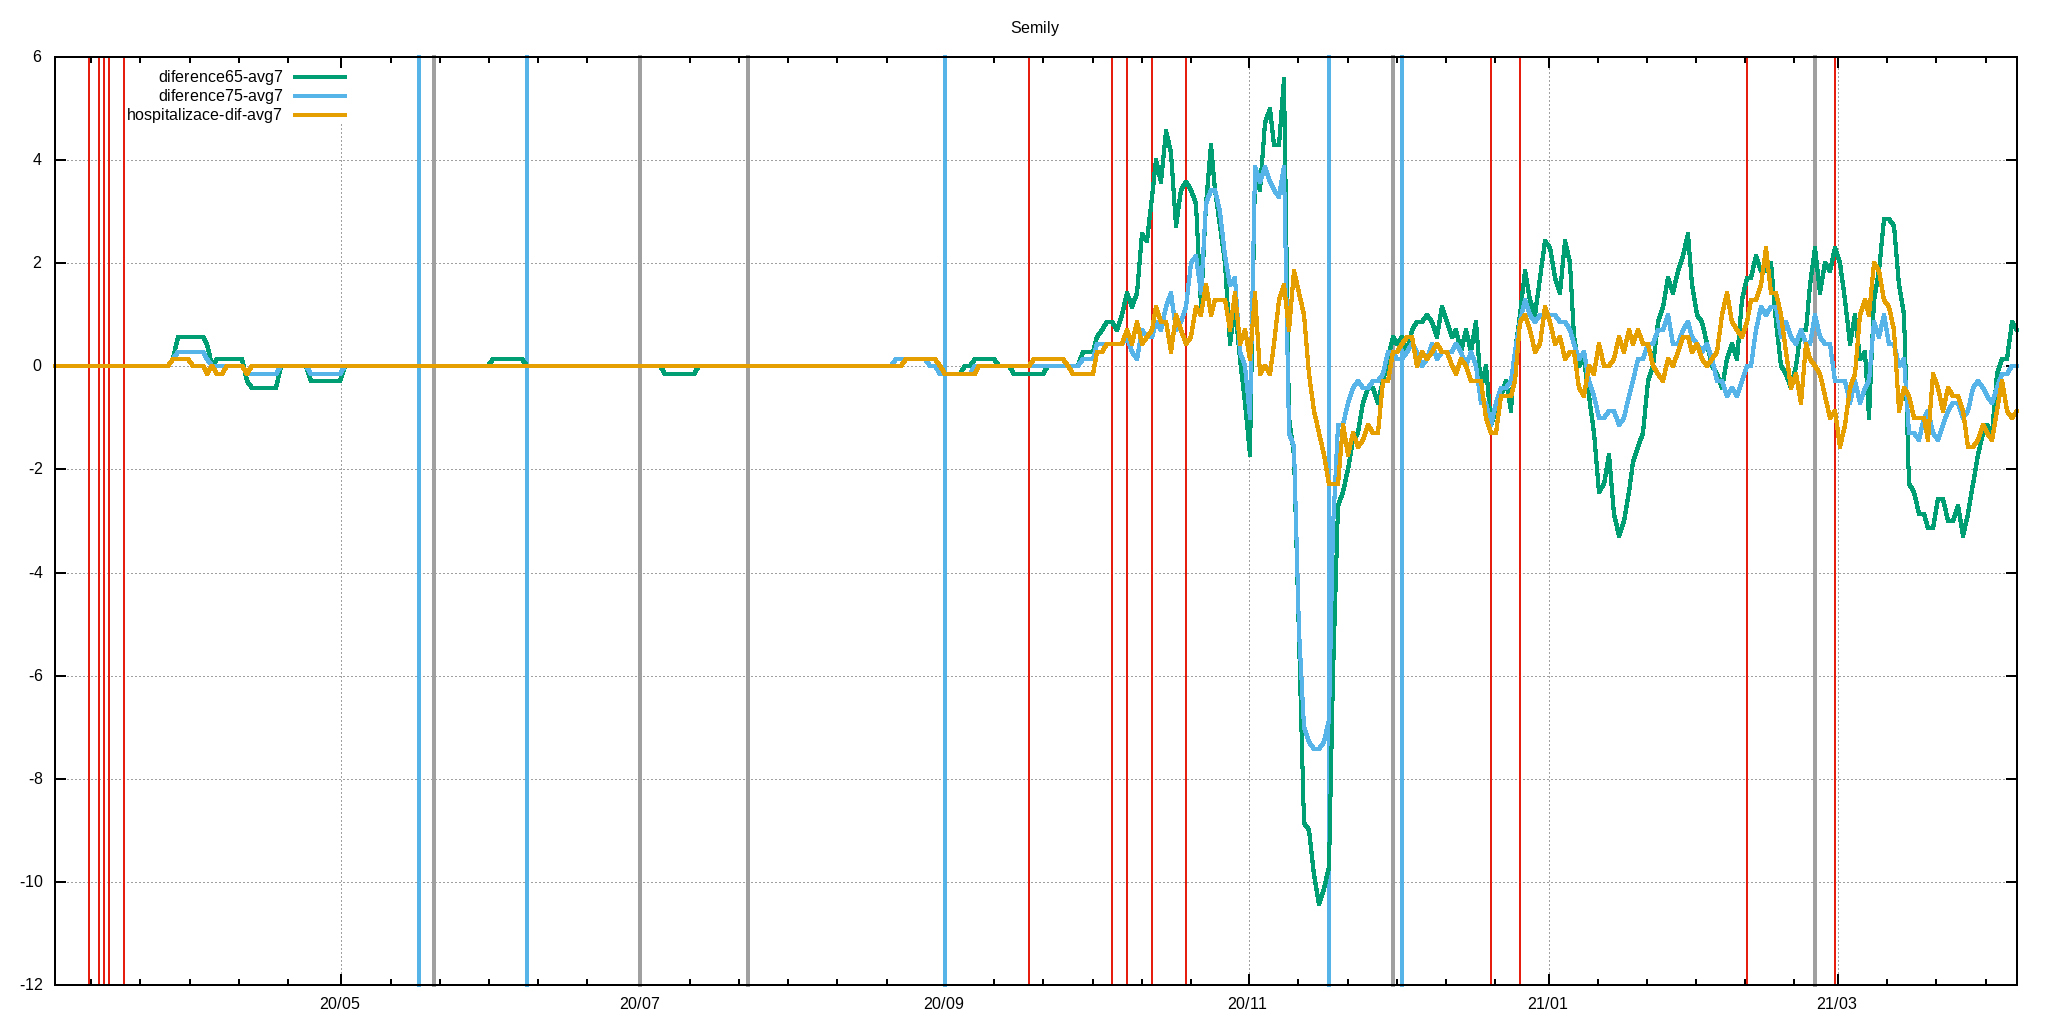 Semily
6
4
2
0
-2
-4
-6
-8
-10
-12
diference65-avg7
diference75-avg7
hospitalizace-dif-avg7
20/05 20/07 20/09 20/11 21/01 21/03